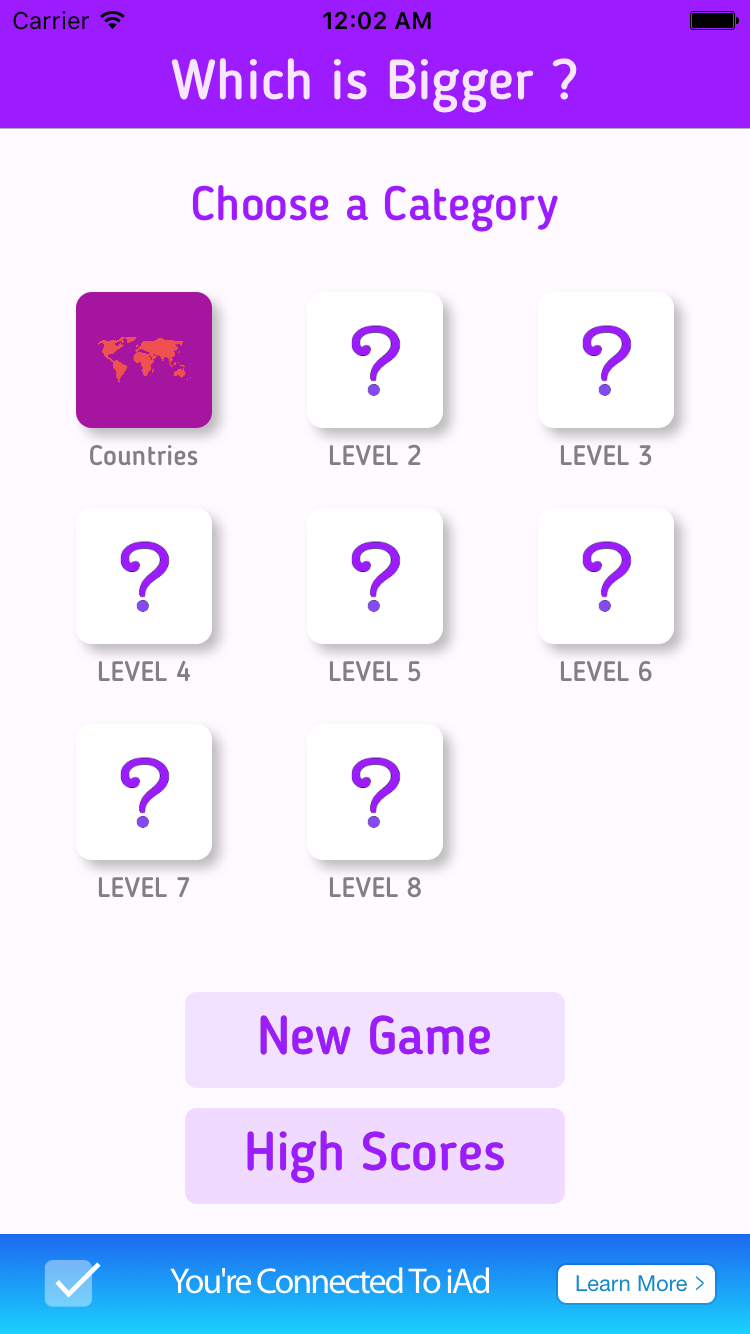 Carrier 12:02 AM
Which is Bigger ?
Choose a Category
? ?
Countries LEVEL 2 LEVEL 3
? ? ?
LEVEL 4 LEVEL 5 LEVEL 6
? ?
LEVEL 7 LEVEL 8
New Game
High Scores
You're Connected To iAd Learn More >